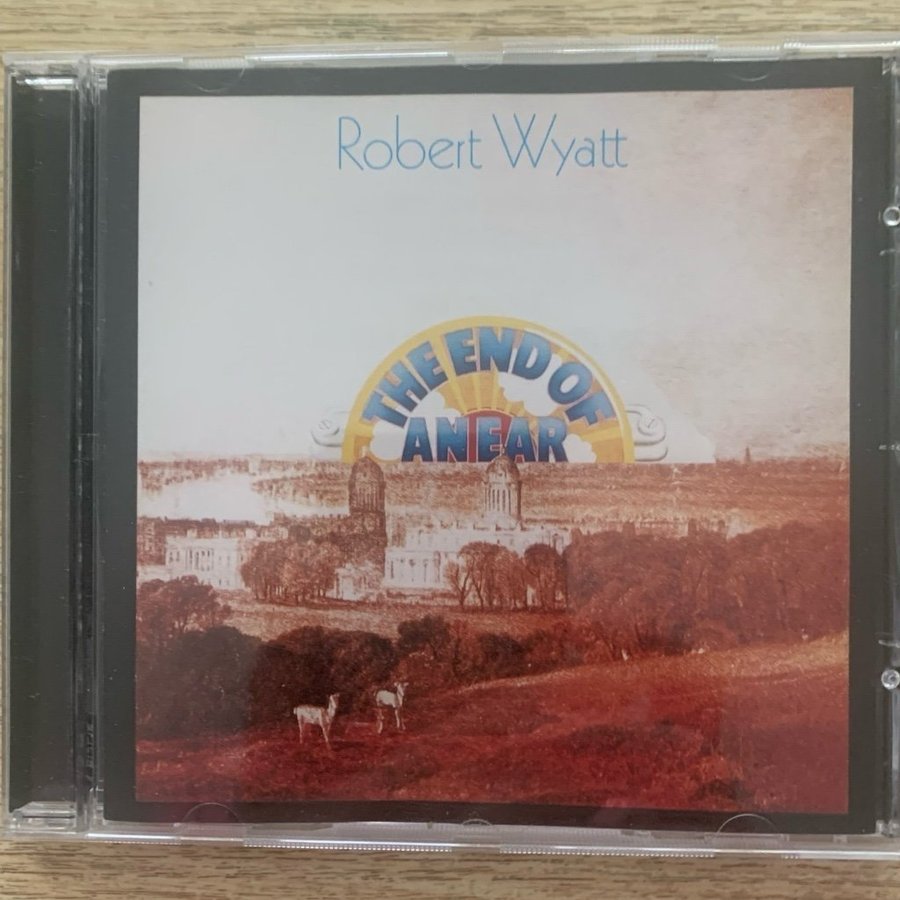 Robert Wyatt
THE END OF
AN EAR